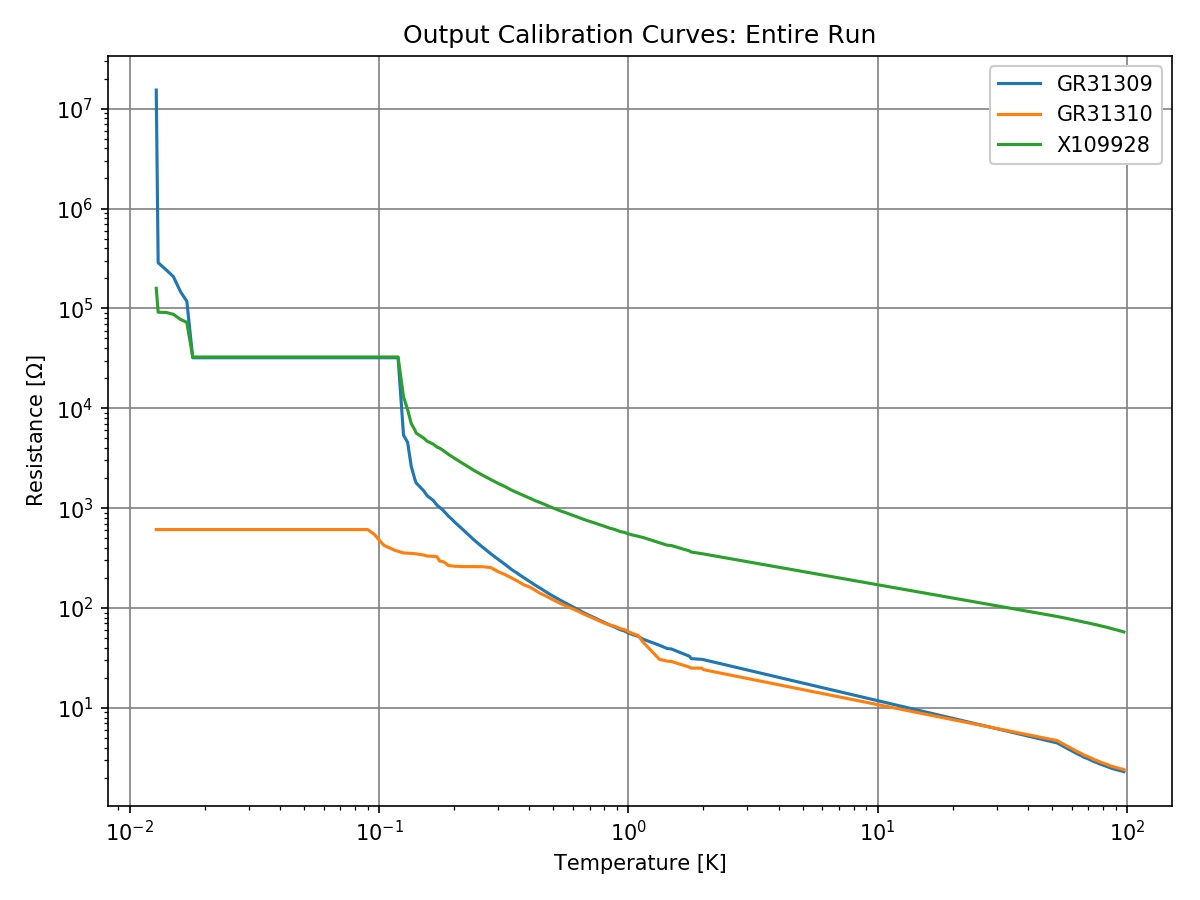 Output Calibration Curves: Entire Run
GR31309
GR31310
X109928
Resistance [Ω]
10⁷
10⁶
10⁵
10⁴
10³
10²
10¹
10⁻²
10⁻¹
10⁰
10¹
10²
Temperature [K]